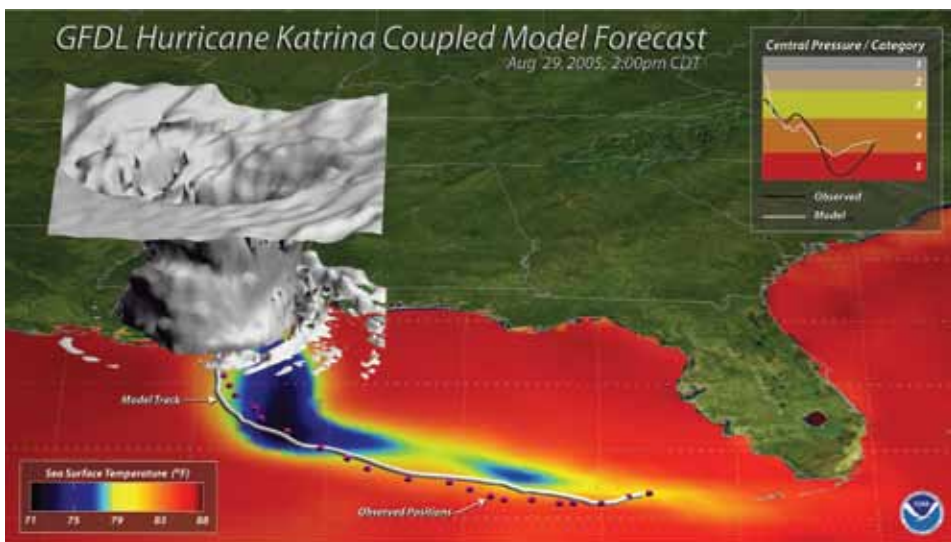 GFDL Hurricane Katrina Coupled Model Forecast
Aug 29, 2005, 2:00pm CDT
Central Pressure / Category
1
2
3
4
5
Observed
Model
Model Track
Observed Positions
Sea Surface Temperature (°F)
71 75 79 83 88